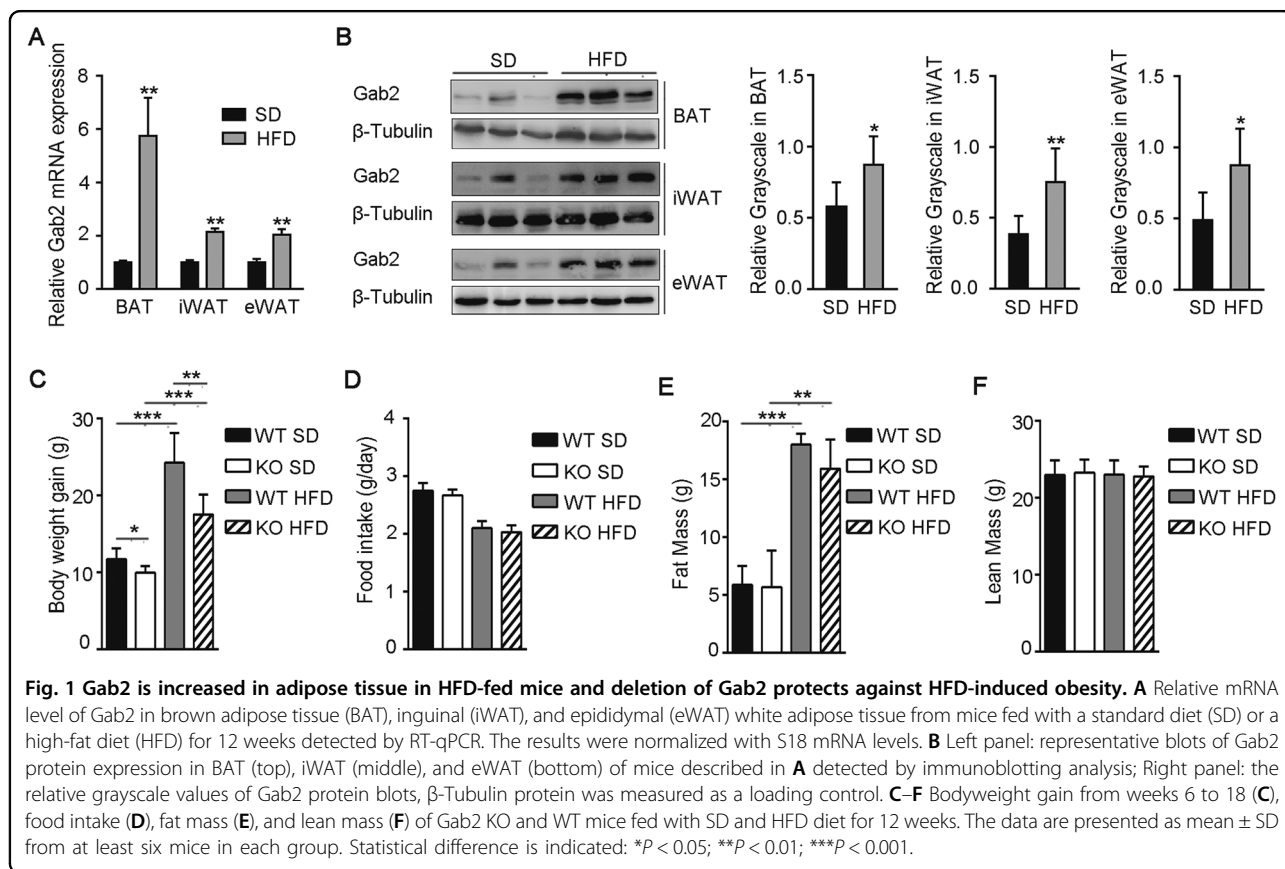 A
Relative Gab2 mRNA expression
8
6
4
2
0
**
**
**
SD
HFD
BAT iWAT eWAT
B
SD HFD
Gab2
β-Tubulin
BAT
Gab2
β-Tubulin
iWAT
Gab2
β-Tubulin
eWAT
Relative Grayscale in BAT
1.5
1.0
0.5
0.0
*
SD HFD
Relative Grayscale in iWAT
1.5
1.0
0.5
0.0
**
SD HFD
Relative Grayscale in eWAT
1.5
1.0
0.5
0.0
*
SD HFD
C
Body weight gain (g)
30
20
10
0
**
***
***
*
WT SD
KO SD
WT HFD
KO HFD
D
Food intake (g/day)
4
3
2
1
0
WT SD
KO SD
WT HFD
KO HFD
E
Fat Mass (g)
20
15
10
5
0
**
***
WT SD
KO SD
WT HFD
KO HFD
F
Lean Mass (g)
30
20
10
0
WT SD
KO SD
WT HFD
KO HFD
Fig. 1 Gab2 is increased in adipose tissue in HFD-fed mice and deletion of Gab2 protects against HFD-induced obesity. A Relative mRNA
level of Gab2 in brown adipose tissue (BAT), inguinal (iWAT), and epididymal (eWAT) white adipose tissue from mice fed with a standard diet (SD) or a
high-fat diet (HFD) for 12 weeks detected by RT-qPCR. The results were normalized with S18 mRNA levels. B Left panel: representative blots of Gab2
protein expression in BAT (top), iWAT (middle), and eWAT (bottom) of mice described in A detected by immunoblotting analysis; Right panel: the
relative grayscale values of Gab2 protein blots, β-Tubulin protein was measured as a loading control. C–F Bodyweight gain from weeks 6 to 18 (C),
food intake (D), fat mass (E), and lean mass (F) of Gab2 KO and WT mice fed with SD and HFD diet for 12 weeks. The data are presented as mean ± SD
from at least six mice in each group. Statistical difference is indicated: *P < 0.05; **P < 0.01; ***P < 0.001.